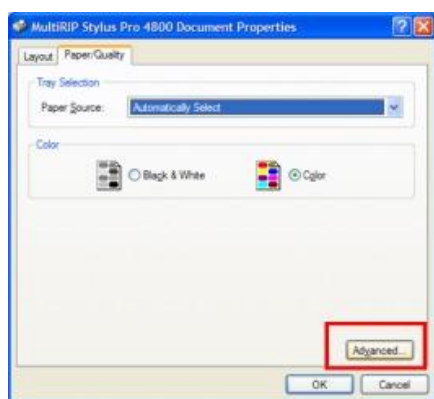 MultiRIP Stylus Pro 4800 Document Properties
Layout Paper/Quality
Tray Selection
Paper Source: Automatically Select
Color
Black & White Color
Advanced...
OK Cancel